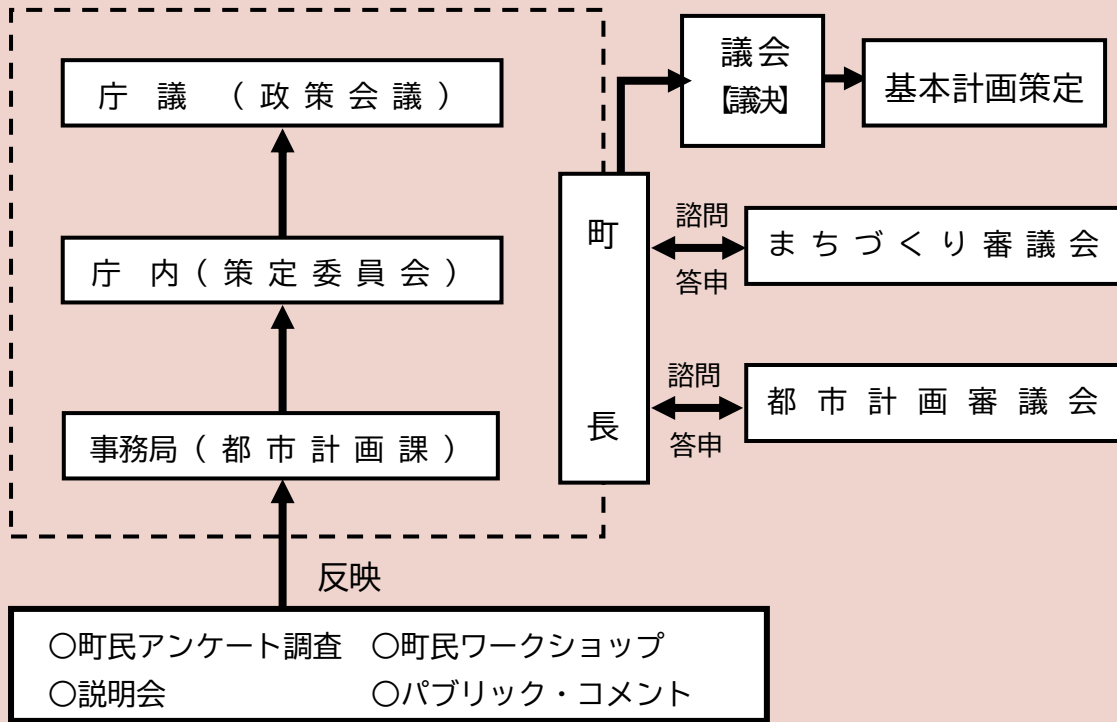 庁議（政策会議）
庁内（策定委員会）
事務局（都市計画課）
反映
○町民アンケート調査　○町民ワークショップ
○説明会　○パブリック・コメント
町長
議会
【議決】
基本計画策定
諮問
答申
まちづくり審議会
諮問
答申
都市計画審議会